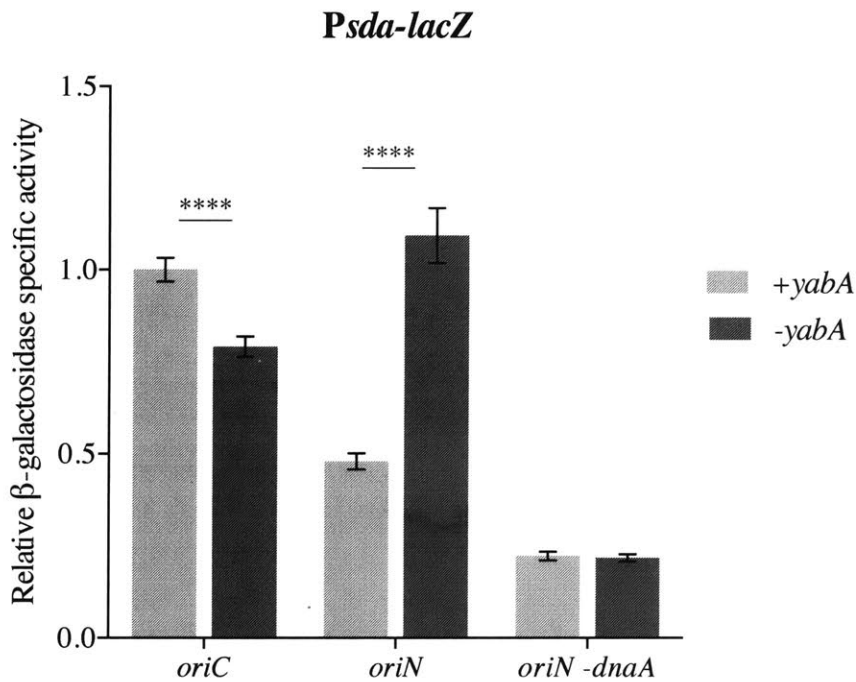 Psda-lacZ
Relative β-galactosidase specific activity
1.5
1.0
0.5
0.0
****
****
+yabA
-yabA
oriC
oriN
oriN -dnaA